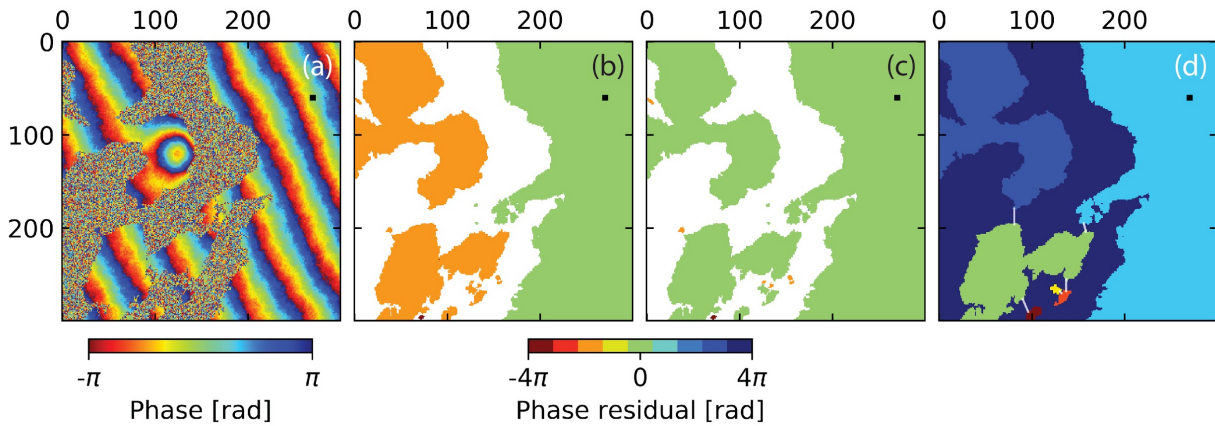 0 100 200 0 100 200 0 100 200 0 100 200
0
100
200
(a) (b) (c) (d)
-π π
Phase [rad]
-4π 0 4π
Phase residual [rad]